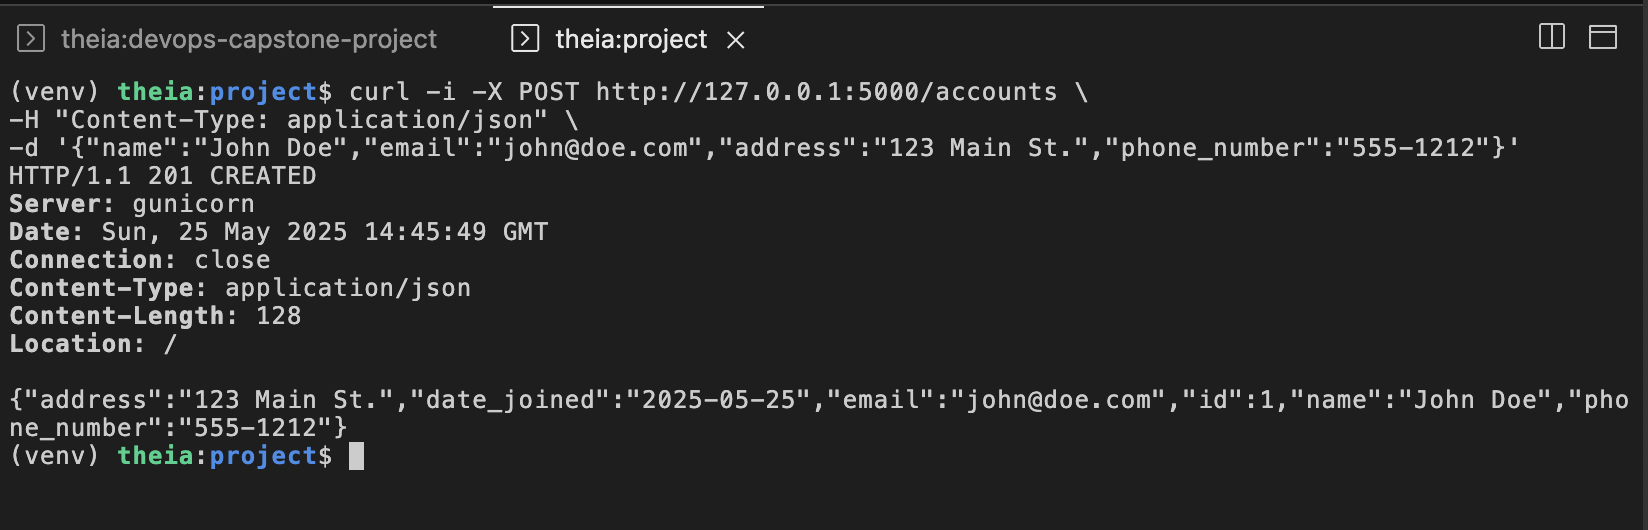 theia:devops-capstone-project theia:project
(venv) theia:project$ curl -i -X POST http://127.0.0.1:5000/accounts \
-H "Content-Type: application/json" \
-d '{"name":"John Doe","email":"john@doe.com","address":"123 Main St.","phone_number":"555-1212"}'
HTTP/1.1 201 CREATED
Server: gunicorn
Date: Sun, 25 May 2025 14:45:49 GMT
Connection: close
Content-Type: application/json
Content-Length: 128
Location: /
{"address":"123 Main St.","date_joined":"2025-05-25","email":"john@doe.com","id":1,"name":"John Doe","pho
ne_number":"555-1212"}
(venv) theia:project$